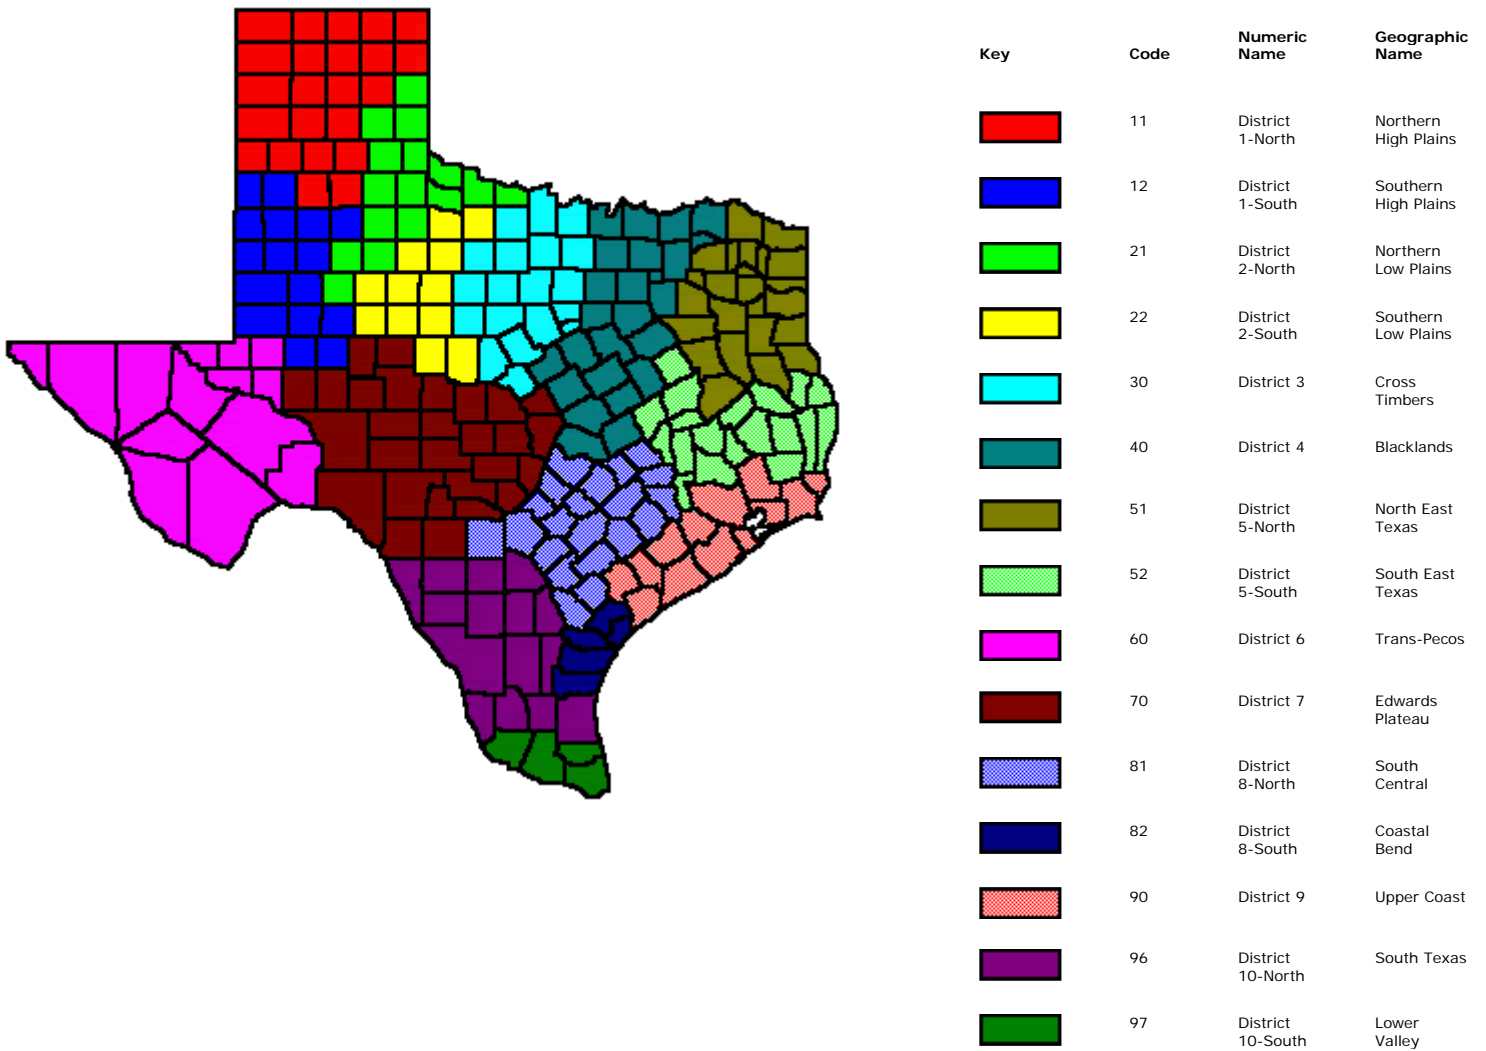 Key Code Numeric Name Geographic Name
11 District 1-North Northern High Plains
12 District 1-South Southern High Plains
21 District 2-North Northern Low Plains
22 District 2-South Southern Low Plains
30 District 3 Cross Timbers
40 District 4 Blacklands
51 District 5-North North East Texas
52 District 5-South South East Texas
60 District 6 Trans-Pecos
70 District 7 Edwards Plateau
81 District 8-North South Central
82 District 8-South Coastal Bend
90 District 9 Upper Coast
96 District 10-North South Texas
97 District 10-South Lower Valley